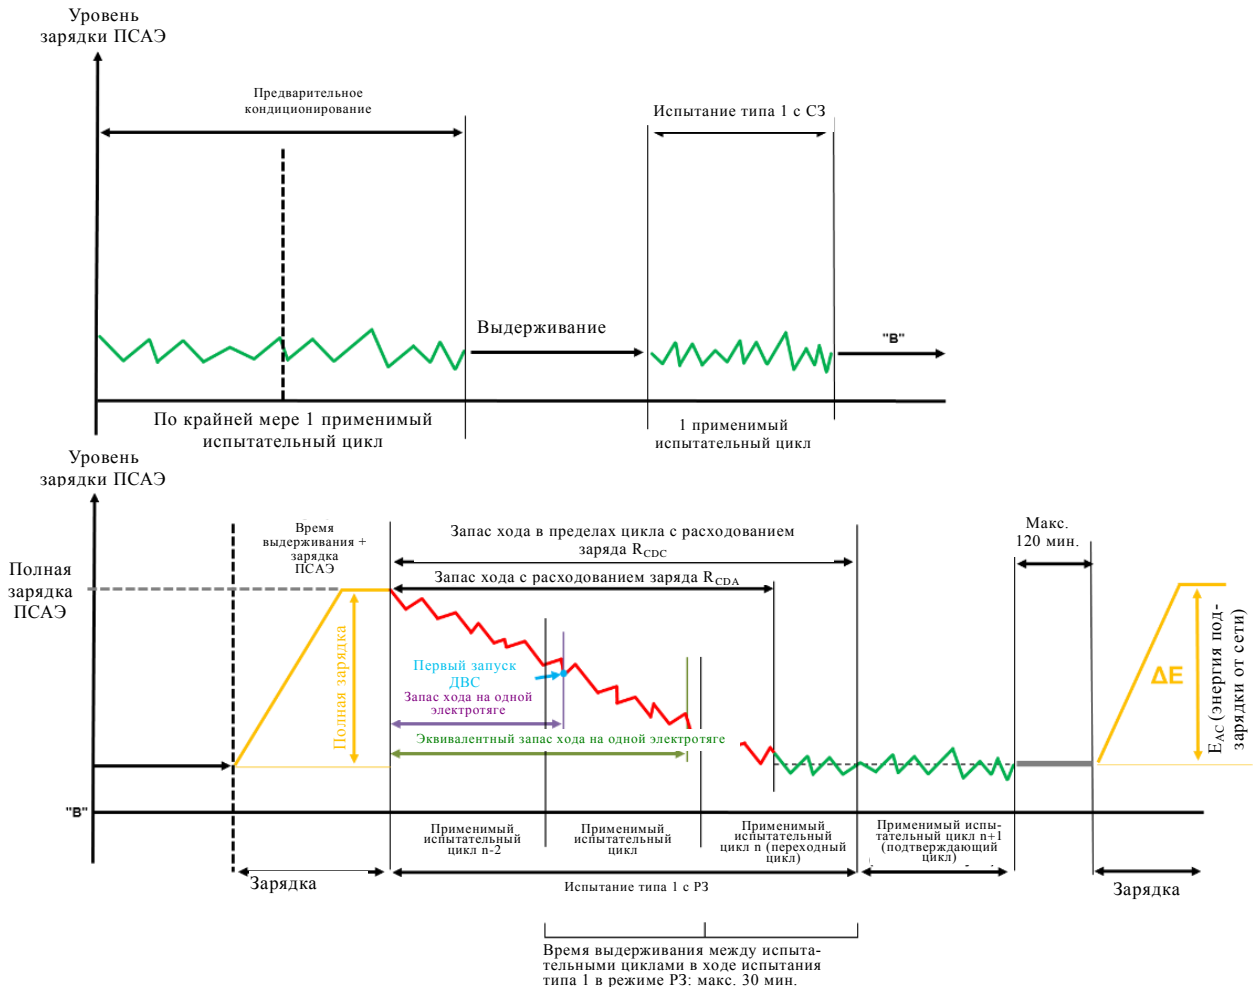 Уровень
зарядки ПСАЭ
Предварительное
кондиционирование
Испытание типа 1 с СЗ
Выдерживание
"В"
По крайней мере 1 применимый
испытательный цикл
1 применимый
испытательный цикл
Уровень
зарядки ПСАЭ
Полная
зарядка
ПСАЭ
Время
выдерживания +
зарядка
ПСАЭ
Запас хода в пределах цикла с расходованием
заряда RCDC
Запас хода с расходованием заряда RCDA
Макс.
120 мин.
Полная зарядка
Первый запуск
ДВС
Запас хода на одной
электротяге
Эквивалентный запас хода на одной электротяге
ΔE
EAC (энергия под-
зарядки от сети)
"В"
Применимый
испытательный
цикл n-2
Применимый
испытательный
цикл
Применимый
испытательный
цикл n (переходный
цикл)
Применимый испы-
тательный цикл n+1
(подтверждающий
цикл)
Зарядка
Испытание типа 1 с РЗ
Зарядка
Время выдерживания между испыта-
тельными циклами в ходе испытания
типа 1 в режиме РЗ: макс. 30 мин.